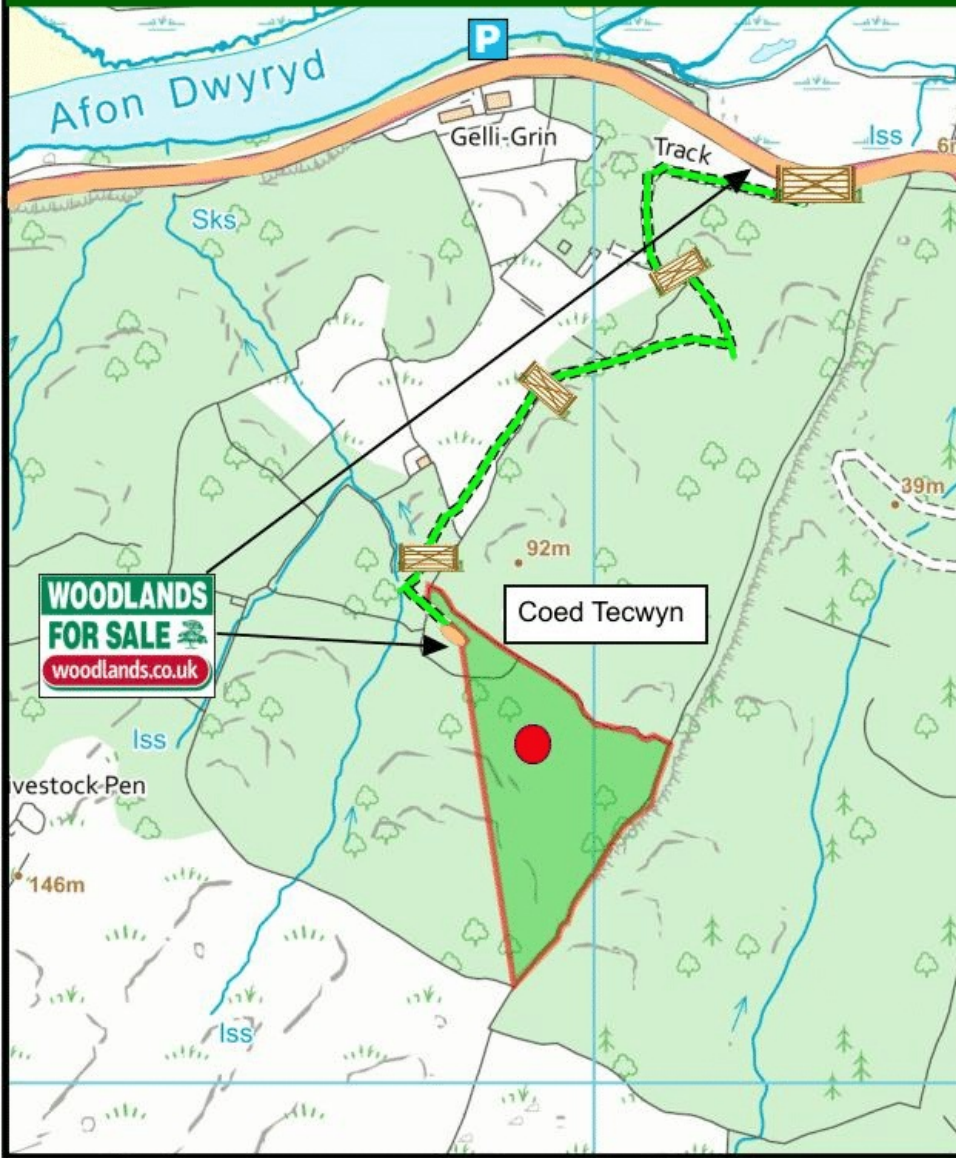 P
Afon Dwyryd
Gelli-Grin
Track
Iss
Sks
39m
92m
WOODLANDS
FOR SALE
woodlands.co.uk
Coed Tecwyn
Iss
ivestock Pen
146m
Iss